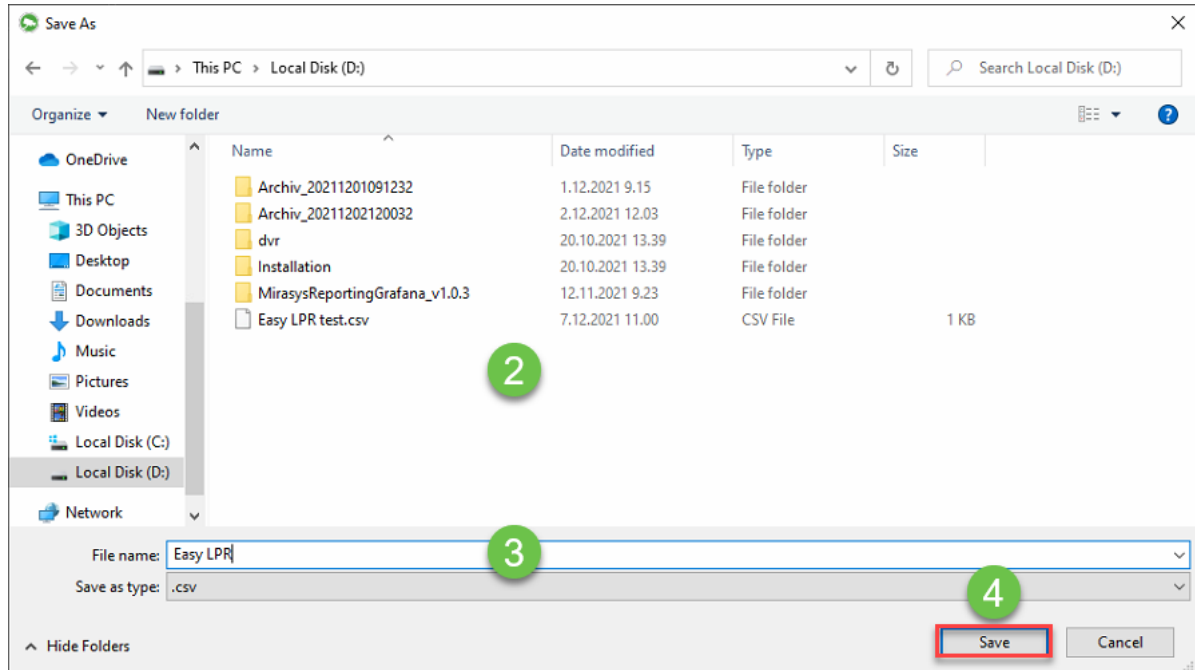 Save As
This PC > Local Disk (D:)
Search Local Disk (D:)
Organize
New folder
Name Date modified Type Size
OneDrive
This PC
3D Objects
Desktop
Documents
Downloads
Music
Pictures
Videos
Local Disk (C:)
Local Disk (D:)
Network
Archiv_20211201091232 1.12.2021 9.15 File folder
Archiv_20211202120032 2.12.2021 12.03 File folder
dvr 20.10.2021 13.39 File folder
Installation 20.10.2021 13.39 File folder
MirasysReportingGrafana_v1.0.3 12.11.2021 9.23 File folder
Easy LPR test.csv 7.12.2021 11.00 CSV File 1 KB
2
File name: Easy LPR
3
Save as type: .csv
4
Hide Folders
Save
Cancel